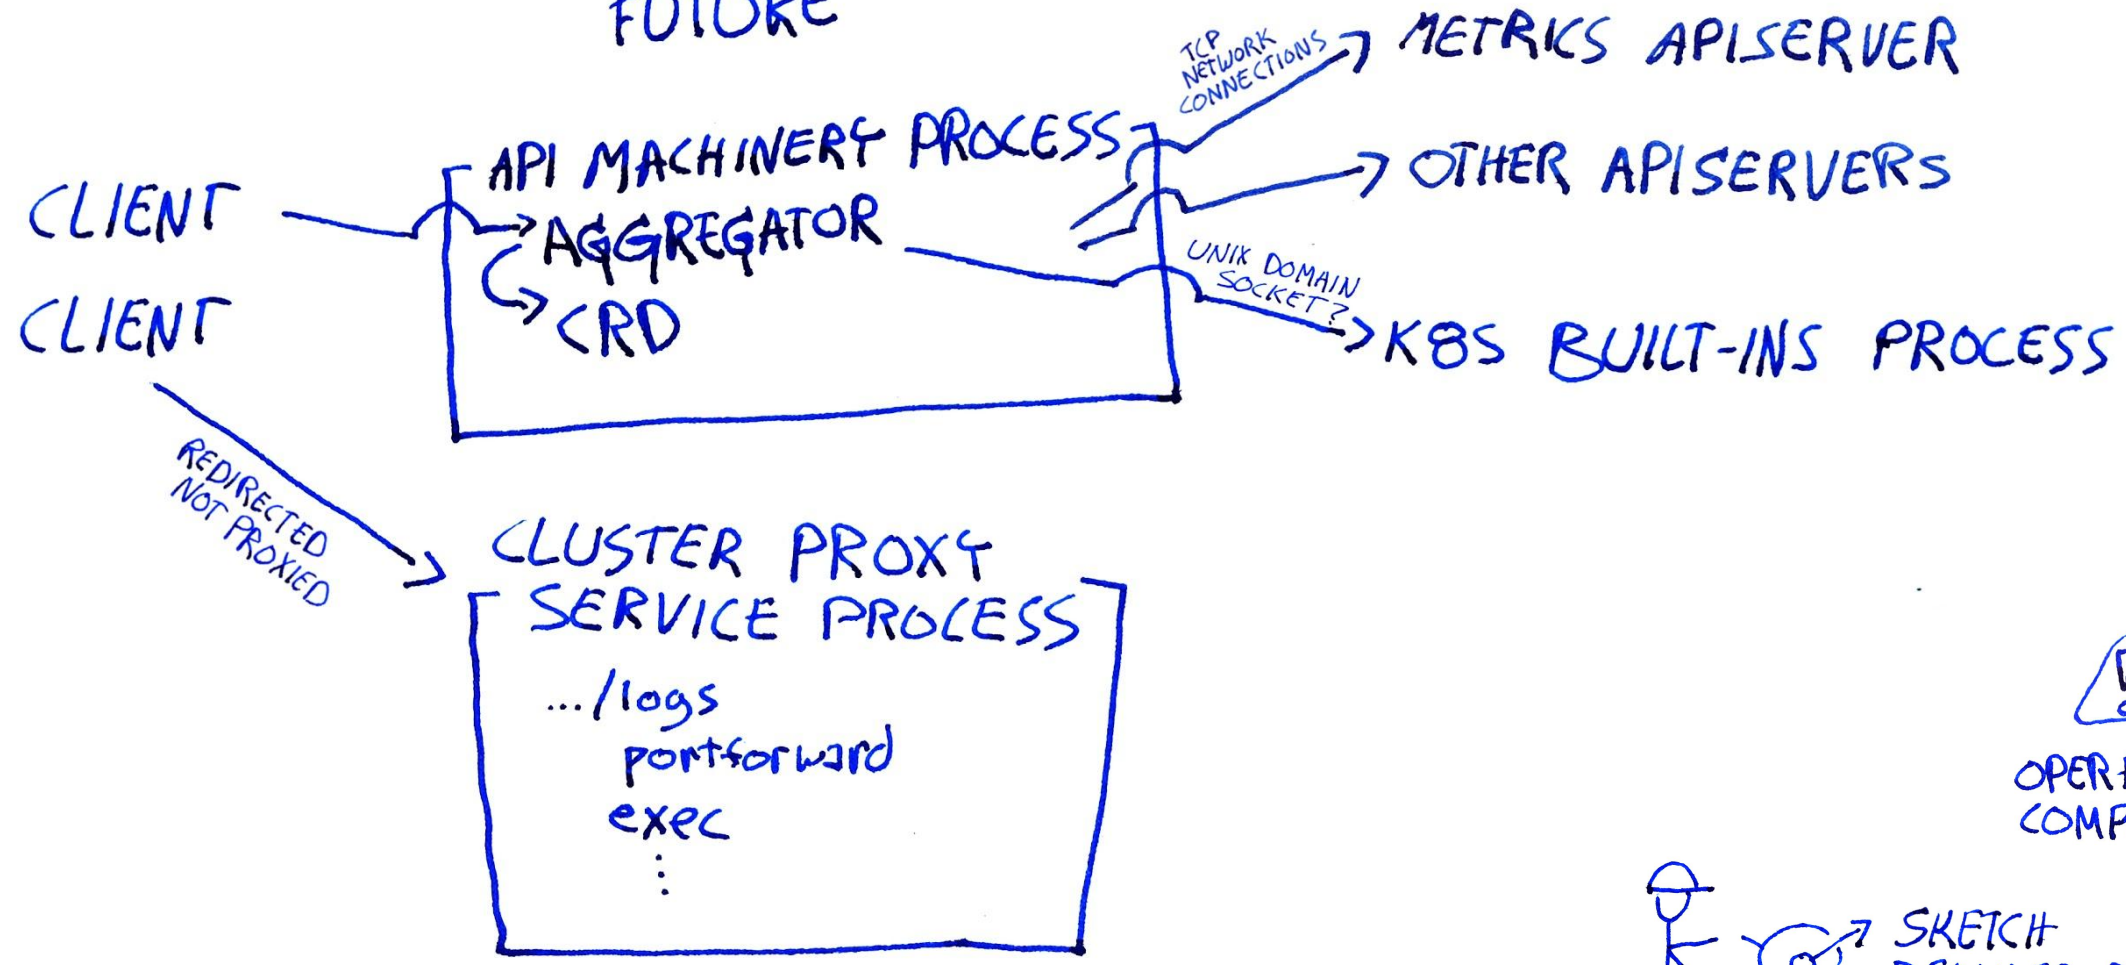 FUTURE
TCP
NETWORK
CONNECTIONS
METRICS APISERVER
API MACHINERY PROCESS
OTHER APISERVERS
CLIENT
AGGREGATOR
UNIX DOMAIN
SOCKET?
CLIENT
CRD
K8S BUILT-INS PROCESS
REDIRECTED
NOT PROXIED
CLUSTER PROXY
SERVICE PROCESS
.../logs
portforward
exec
⋮
SKETCH